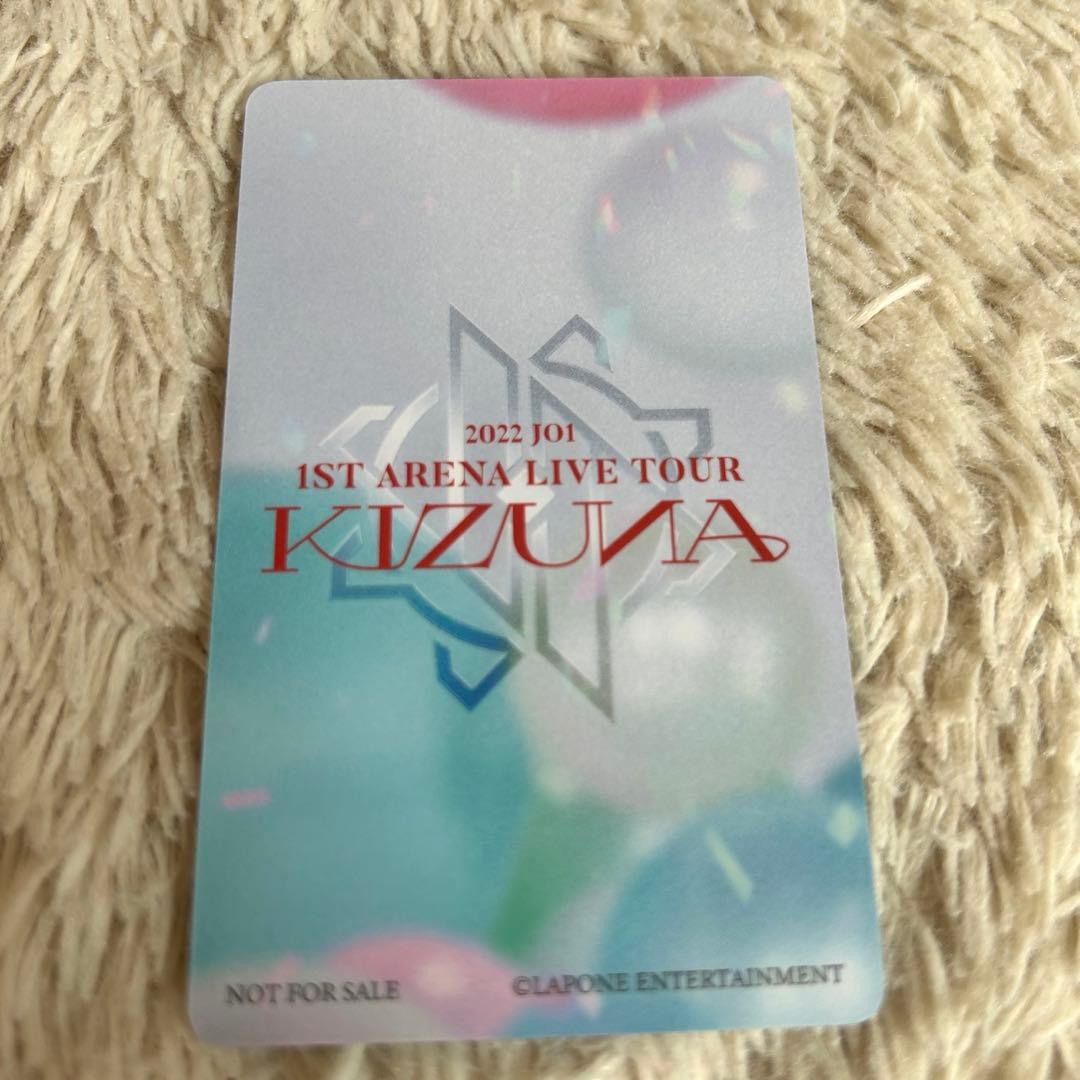 2022 JO1
1ST ARENA LIVE TOUR
KIZUNA
NOT FOR SALE
©LAPONE ENTERTAINMENT